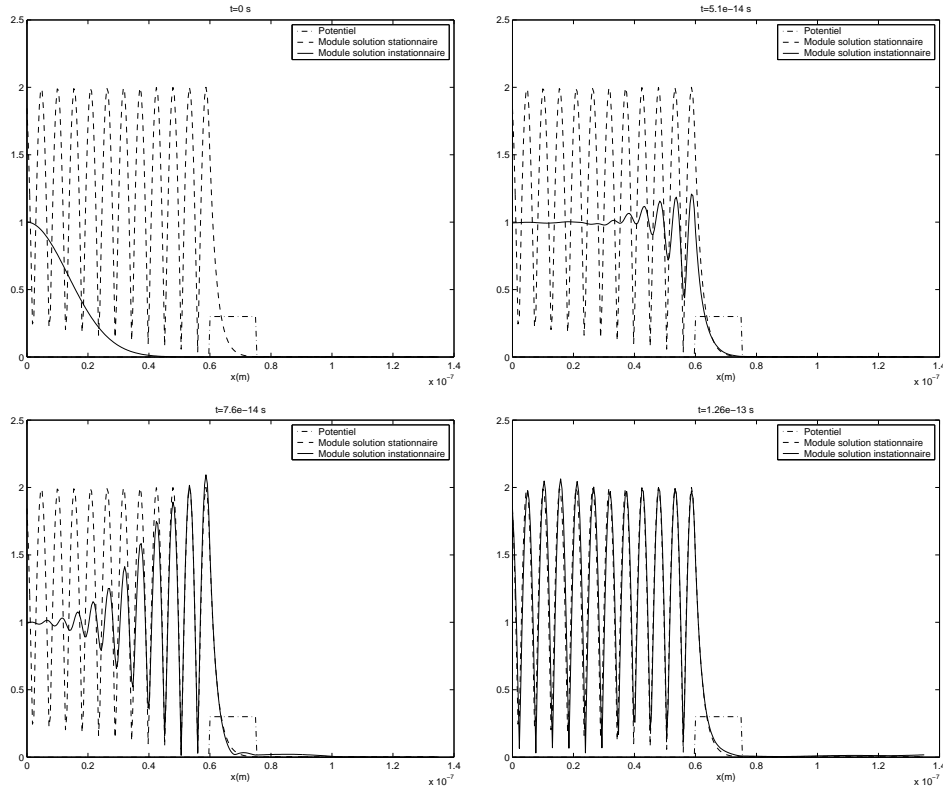 t=0 s
Potentiel
Module solution stationnaire
Module solution instationnaire
2.5
2
1.5
1
0.5
0
0 0.2 0.4 0.6 0.8 1 1.2 1.4
x(m)
x 10⁻⁷
t=5.1e−14 s
Potentiel
Module solution stationnaire
Module solution instationnaire
2.5
2
1.5
1
0.5
0
0 0.2 0.4 0.6 0.8 1 1.2 1.4
x(m)
x 10⁻⁷
t=7.6e−14 s
Potentiel
Module solution stationnaire
Module solution instationnaire
2.5
2
1.5
1
0.5
0
0 0.2 0.4 0.6 0.8 1 1.2 1.4
x(m)
x 10⁻⁷
t=1.26e−13 s
Potentiel
Module solution stationnaire
Module solution instationnaire
2.5
2
1.5
1
0.5
0
0 0.2 0.4 0.6 0.8 1 1.2 1.4
x(m)
x 10⁻⁷